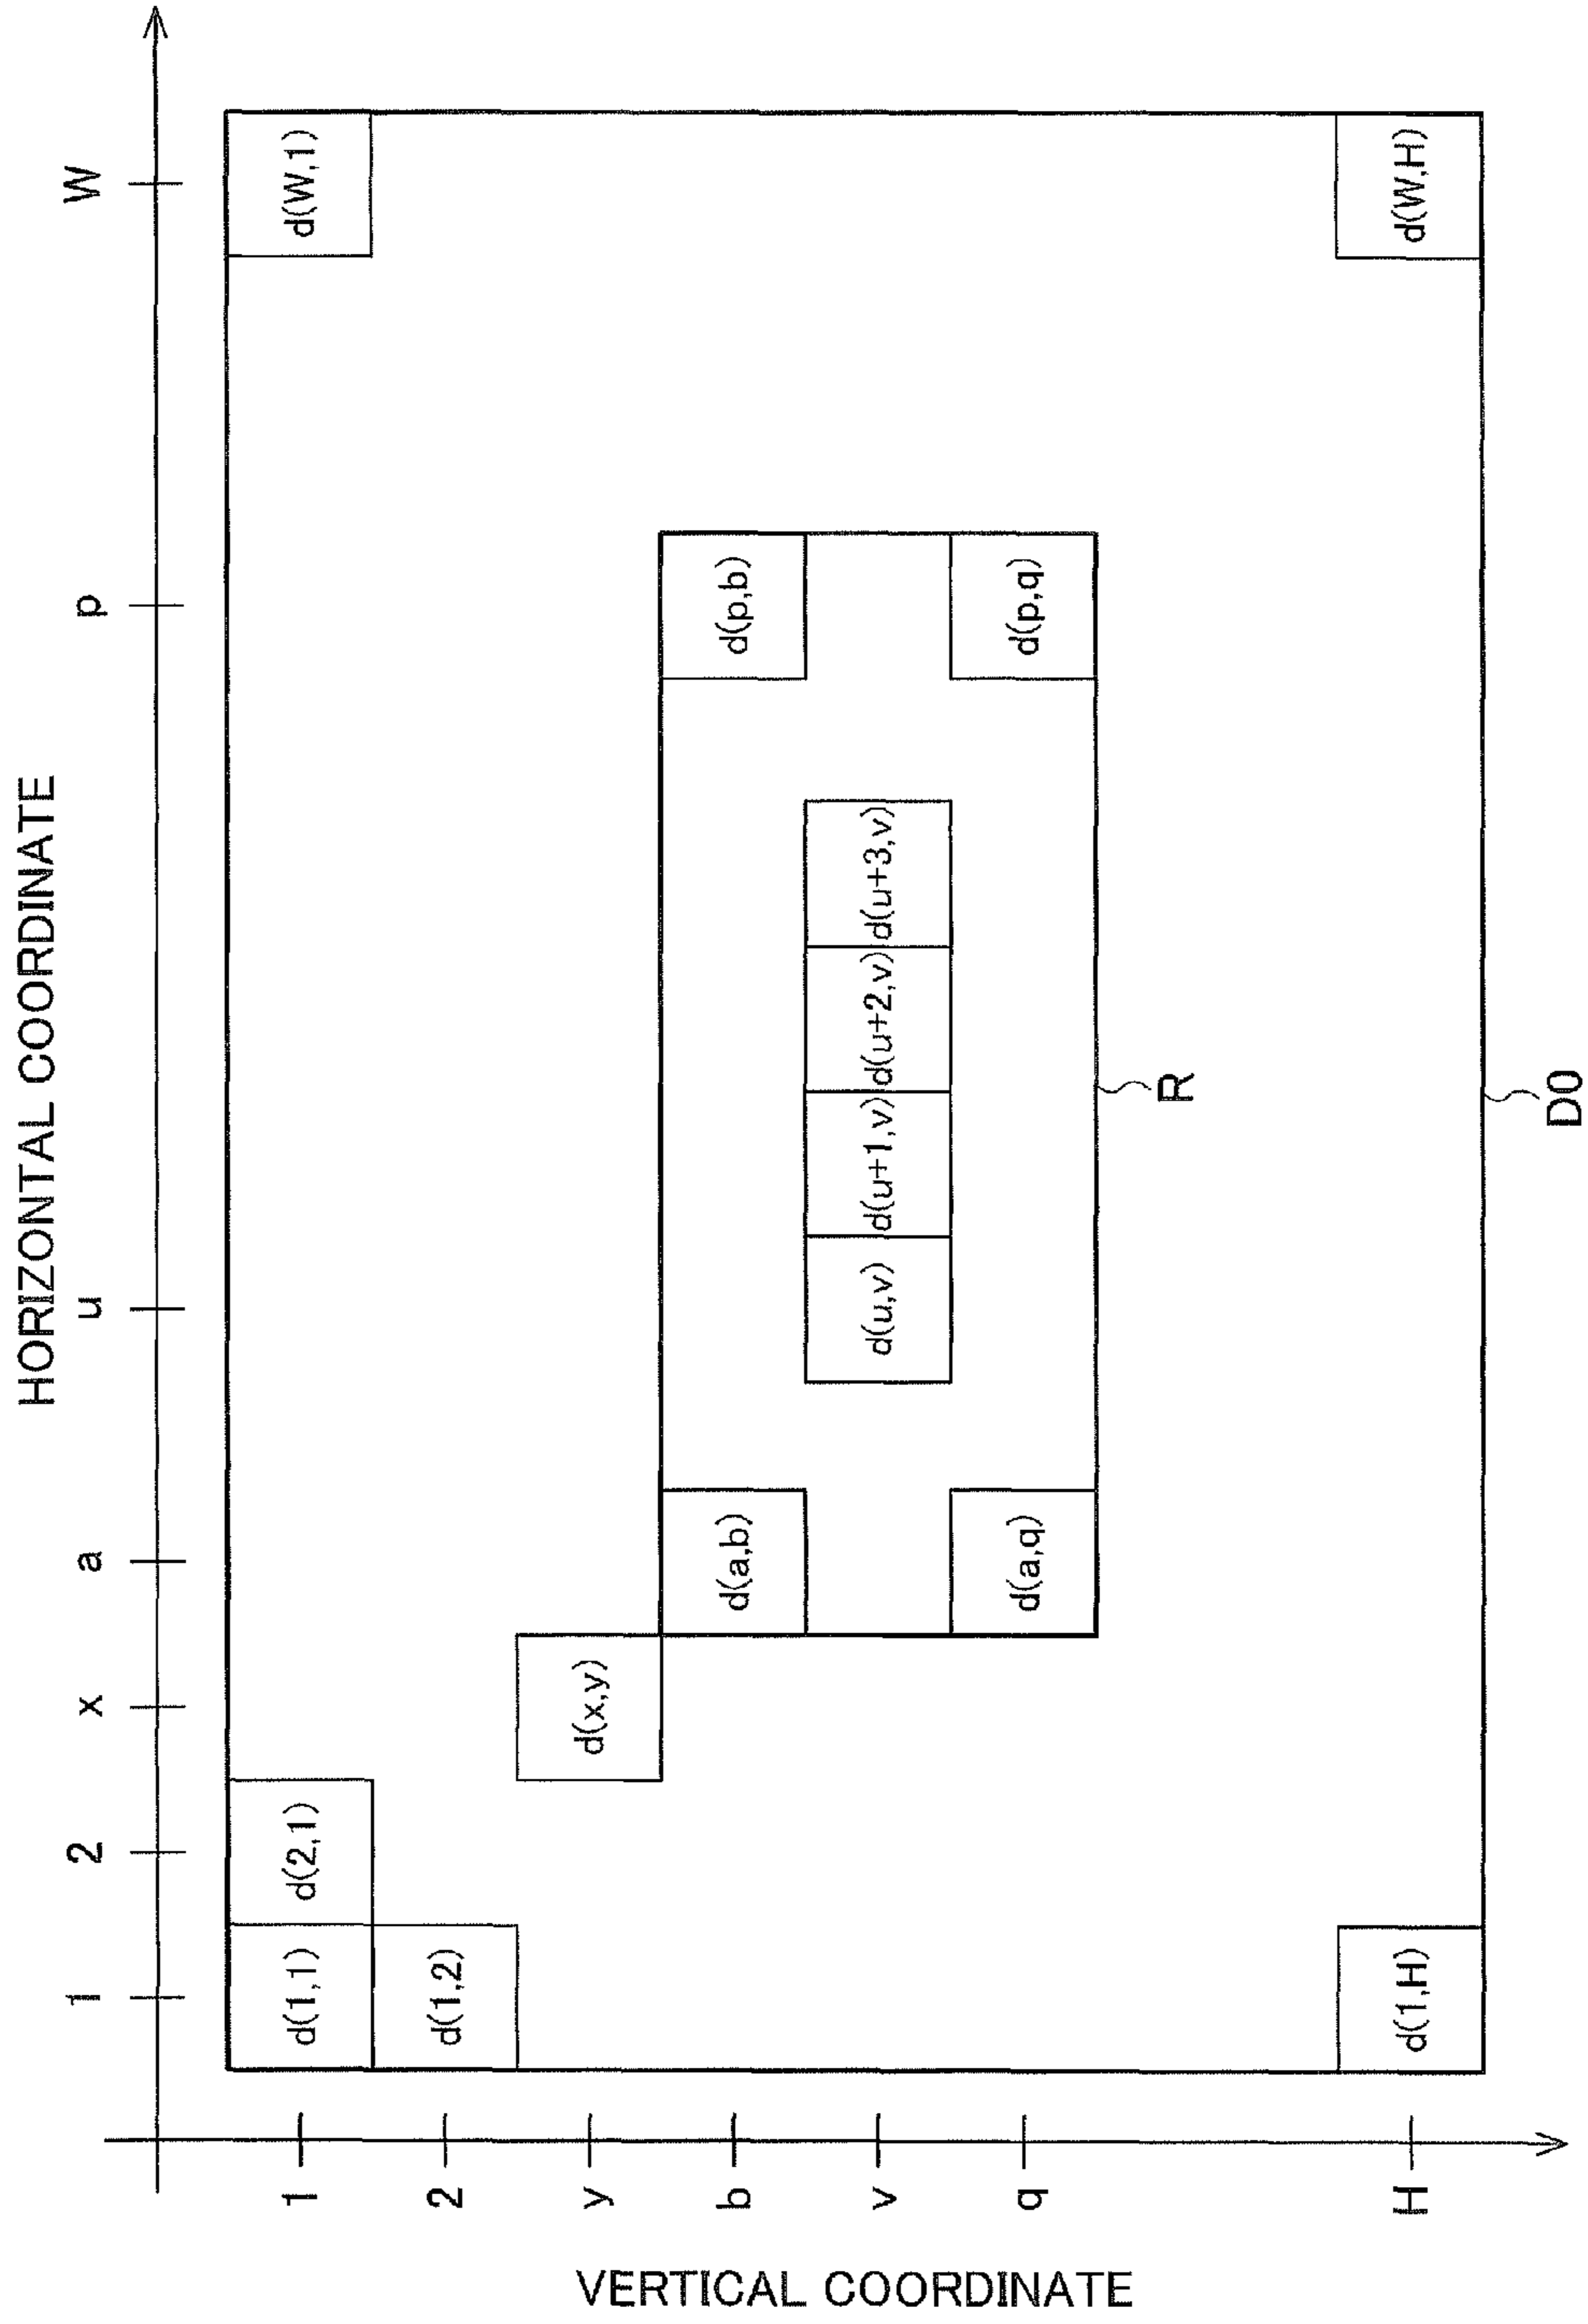 HORIZONTAL COORDINATE
1 2 x a u p W
VERTICAL COORDINATE
1
2
y
b
v
q
H
d(1,1) d(2,1) d(W,1)
d(1,2)
d(x,y)
d(a,b) d(p,b)
d(u,v) d(u+1,v) d(u+2,v) d(u+3,v)
d(a,q) d(p,q)
R
d(1,H) d(W,H)
D0